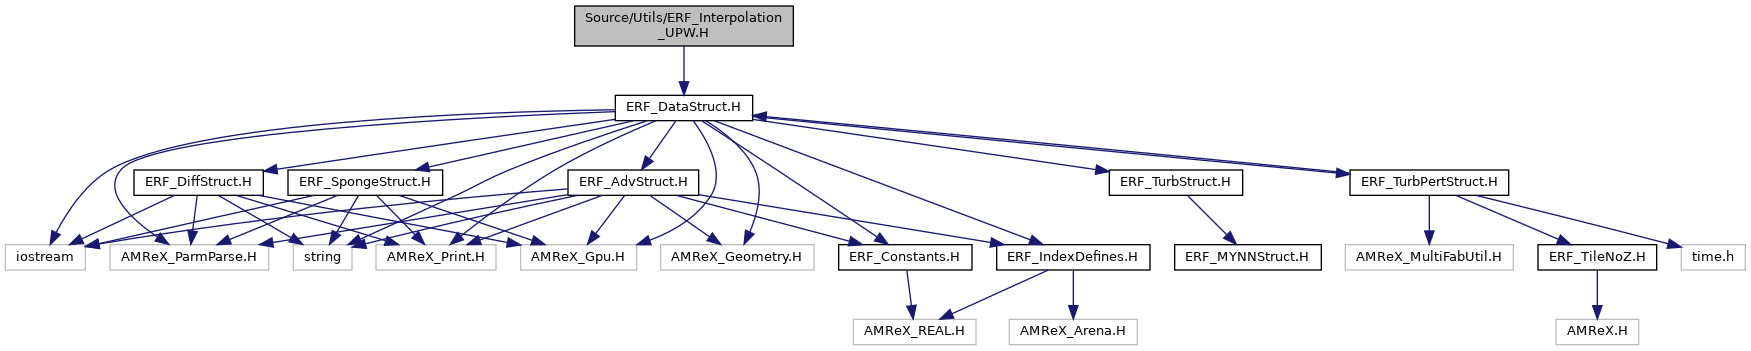 Source/Utils/ERF_Interpolation
_UPW.H
ERF_DataStruct.H
ERF_DiffStruct.H
ERF_SpongeStruct.H
ERF_AdvStruct.H
ERF_TurbStruct.H
ERF_TurbPertStruct.H
iostream
AMReX_ParmParse.H
string
AMReX_Print.H
AMReX_Gpu.H
AMReX_Geometry.H
ERF_Constants.H
ERF_IndexDefines.H
ERF_MYNNStruct.H
AMReX_MultiFabUtil.H
ERF_TileNoZ.H
time.h
AMReX_REAL.H
AMReX_Arena.H
AMReX.H